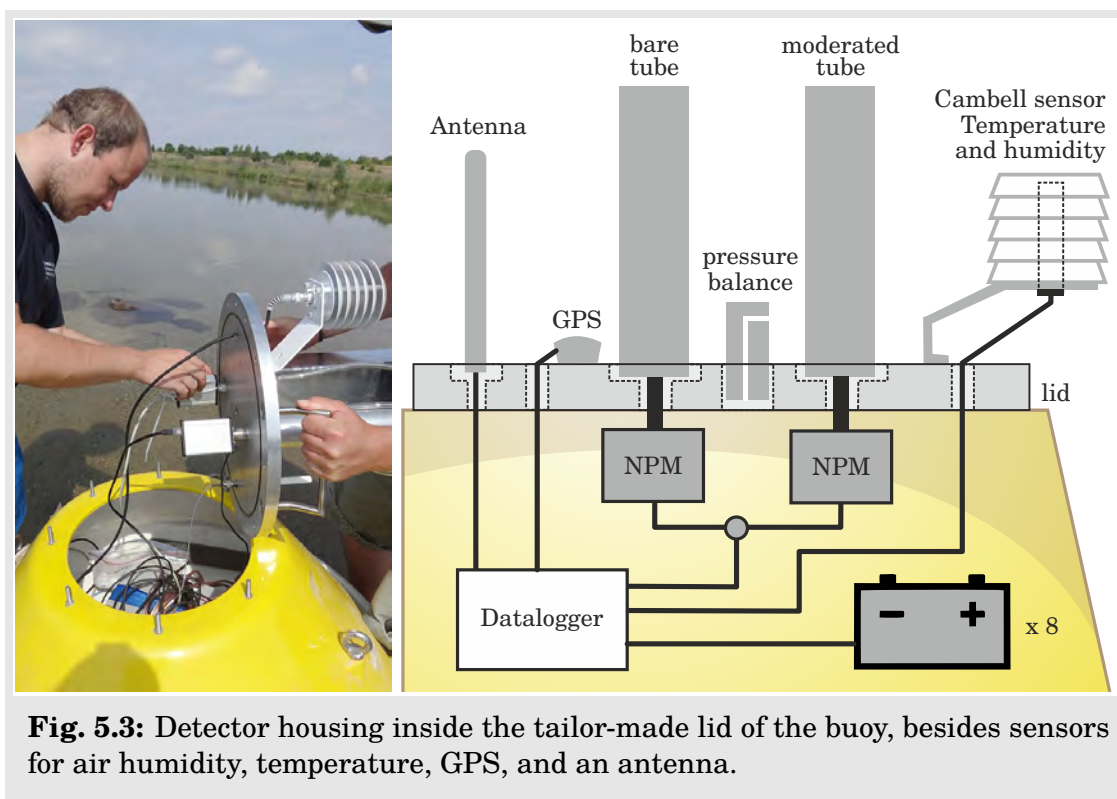 bare
tube
moderated
tube
Antenna
Cambell sensor
Temperature
and humidity
pressure
balance
GPS
lid
NPM
NPM
Datalogger
− +
x 8
Fig. 5.3: Detector housing inside the tailor-made lid of the buoy, besides sensors
for air humidity, temperature, GPS, and an antenna.